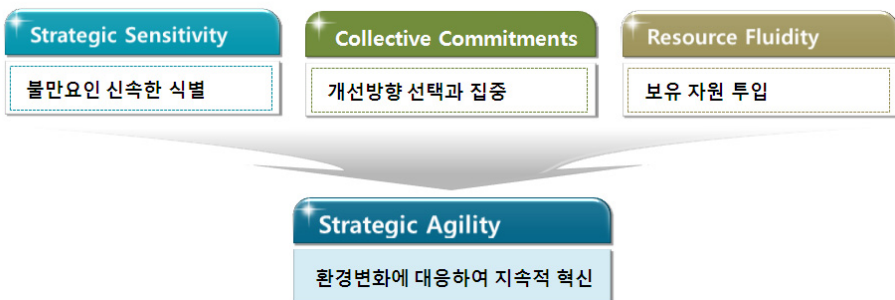 Strategic Sensitivity
불만요인 신속한 식별
Collective Commitments
개선방향 선택과 집중
Resource Fluidity
보유 자원 투입
Strategic Agility
환경변화에 대응하여 지속적 혁신